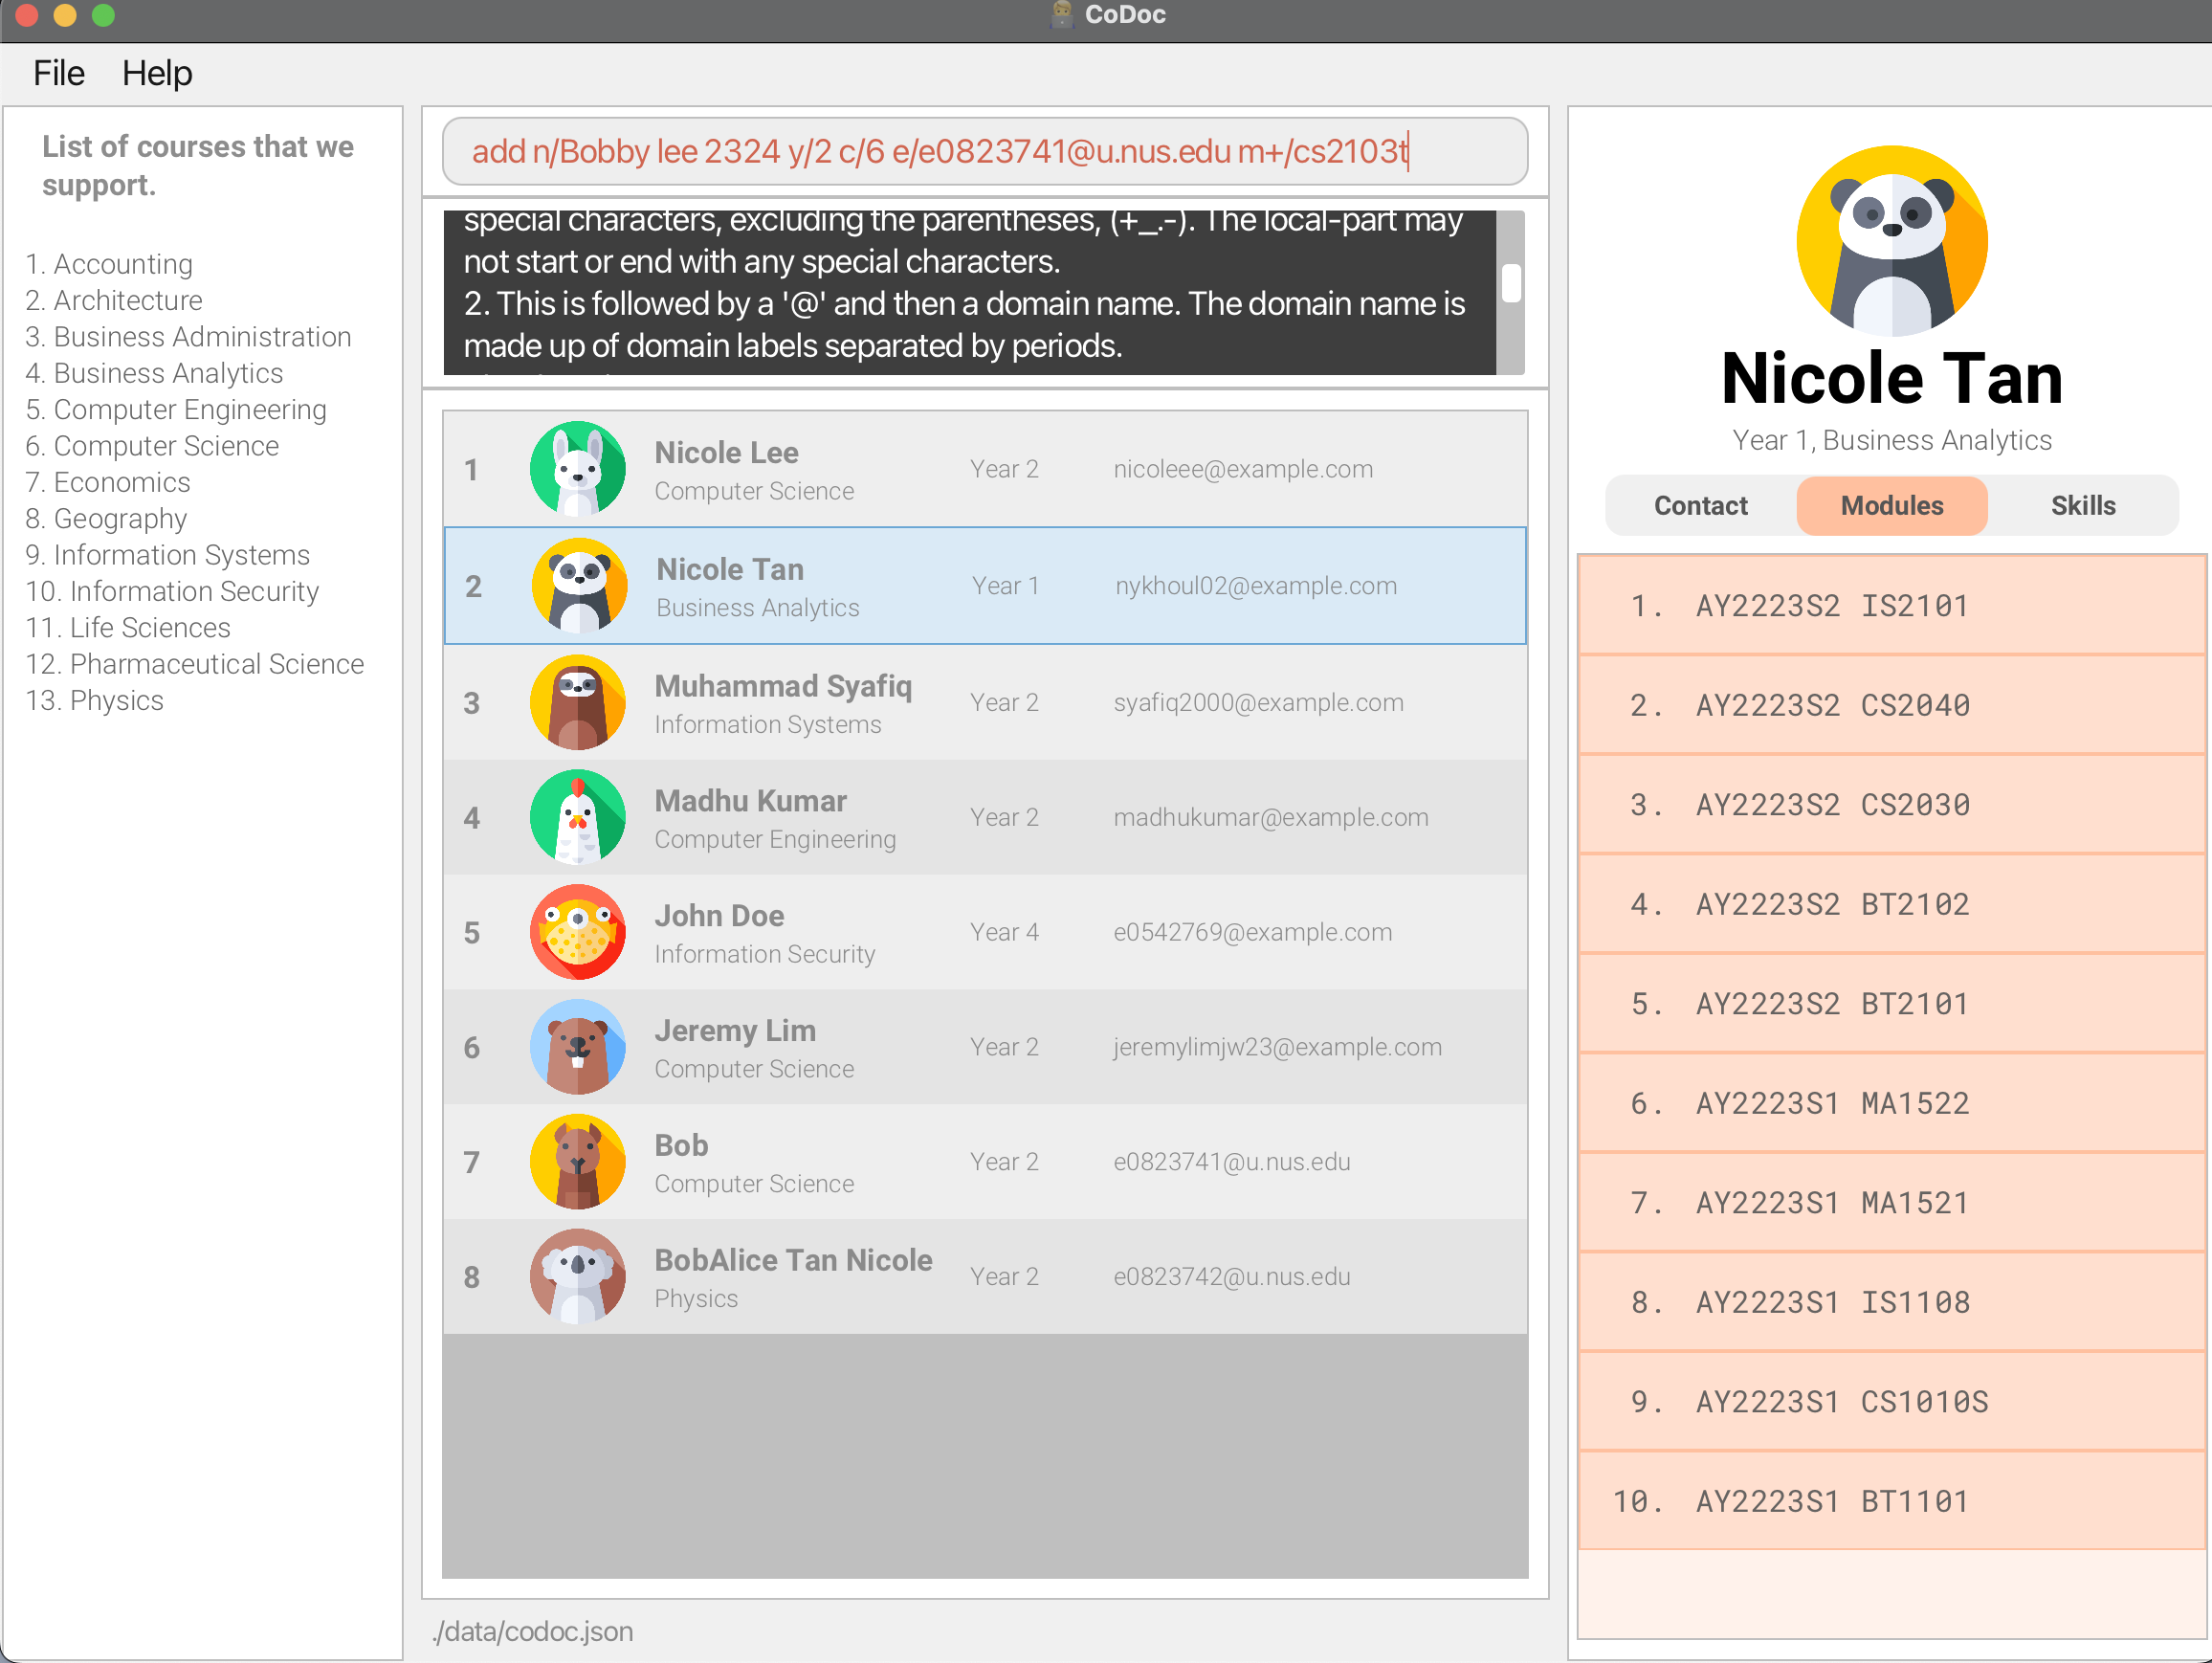 CoDoc
File Help
List of courses that we
support.
1. Accounting
2. Architecture
3. Business Administration
4. Business Analytics
5. Computer Engineering
6. Computer Science
7. Economics
8. Geography
9. Information Systems
10. Information Security
11. Life Sciences
12. Pharmaceutical Science
13. Physics
add n/Bobby lee 2324 y/2 c/6 e/e0823741@u.nus.edu m+/cs2103t
special characters, excluding the parentheses, (+_.-). The local-part may
not start or end with any special characters.
2. This is followed by a '@' and then a domain name. The domain name is
made up of domain labels separated by periods.
1 Nicole Lee Year 2 nicoleee@example.com
Computer Science
2 Nicole Tan Year 1 nykhoul02@example.com
Business Analytics
3 Muhammad Syafiq Year 2 syafiq2000@example.com
Information Systems
4 Madhu Kumar Year 2 madhukumar@example.com
Computer Engineering
5 John Doe Year 4 e0542769@example.com
Information Security
6 Jeremy Lim Year 2 jeremylimjw23@example.com
Computer Science
7 Bob Year 2 e0823741@u.nus.edu
Computer Science
8 BobAlice Tan Nicole Year 2 e0823742@u.nus.edu
Physics
./data/codoc.json
Nicole Tan
Year 1, Business Analytics
Contact Modules Skills
1. AY2223S2 IS2101
2. AY2223S2 CS2040
3. AY2223S2 CS2030
4. AY2223S2 BT2102
5. AY2223S2 BT2101
6. AY2223S1 MA1522
7. AY2223S1 MA1521
8. AY2223S1 IS1108
9. AY2223S1 CS1010S
10. AY2223S1 BT1101